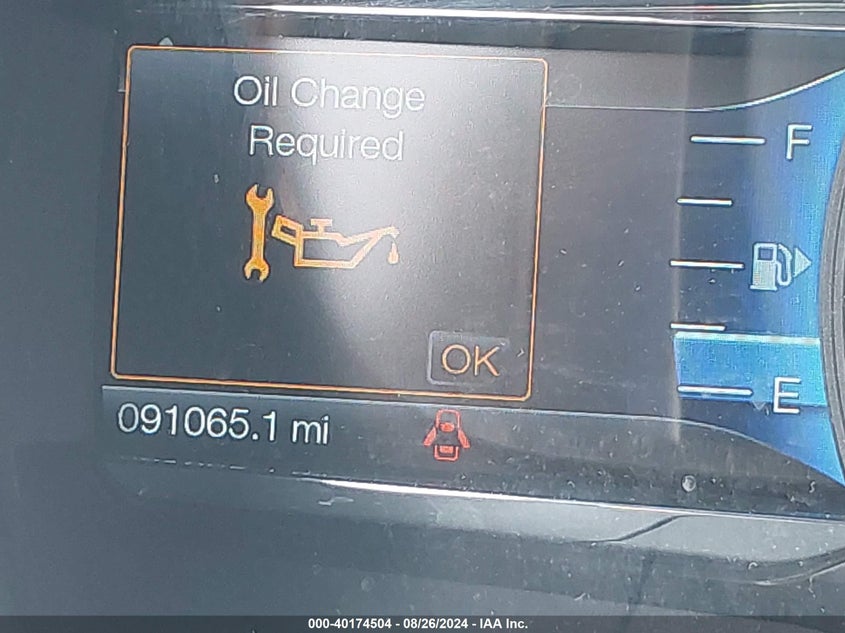 Oil Change
Required
OK
F
E
091065.1 mi
000-40174504 - 08/26/2024 - IAA Inc.